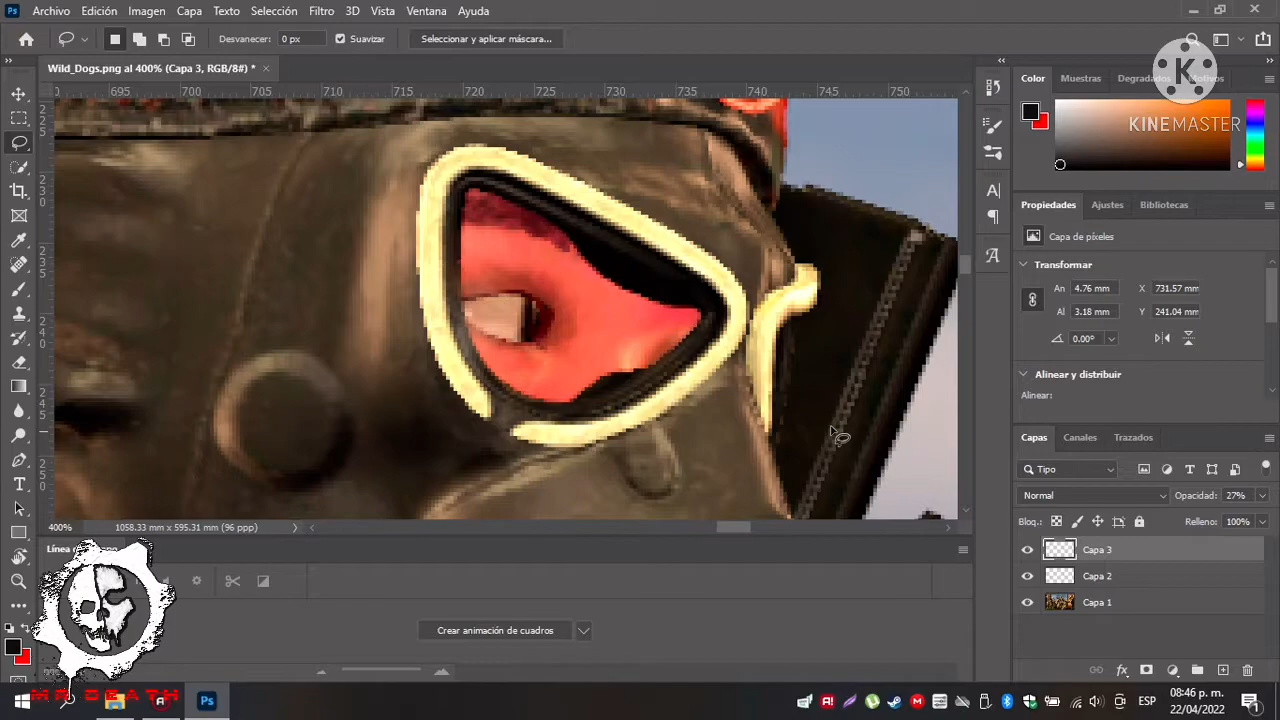 Ps Archivo Edición Imagen Capa Texto Selección Filtro 3D Vista Ventana Ayuda
Desvanecer: 0 px Suavizar Seleccionar y aplicar máscara...
Wild_Dogs.png al 400% (Capa 3, RGB/8#) * ×
695 700 705 710 715 720 725 730 735 740 745 750
Color Muestras Degradados Motivos
K
KINEMASTER
Propiedades Ajustes Bibliotecas
Capa de píxeles
Transformar
An 4.76 mm X 731.57 mm
Al 3.18 mm Y 241.04 mm
0.00°
Alinear y distribuir
Alinear:
Capas Canales Trazados
Tipo
Normal Opacidad: 27%
Bloq.: Relleno: 100%
Capa 3
Capa 2
Capa 1
400% 1058.33 mm x 595.31 mm (96 ppp)
Línea
Crear animación de cuadros
MR DEATH
Ps
ESP
08:46 p. m.
22/04/2022